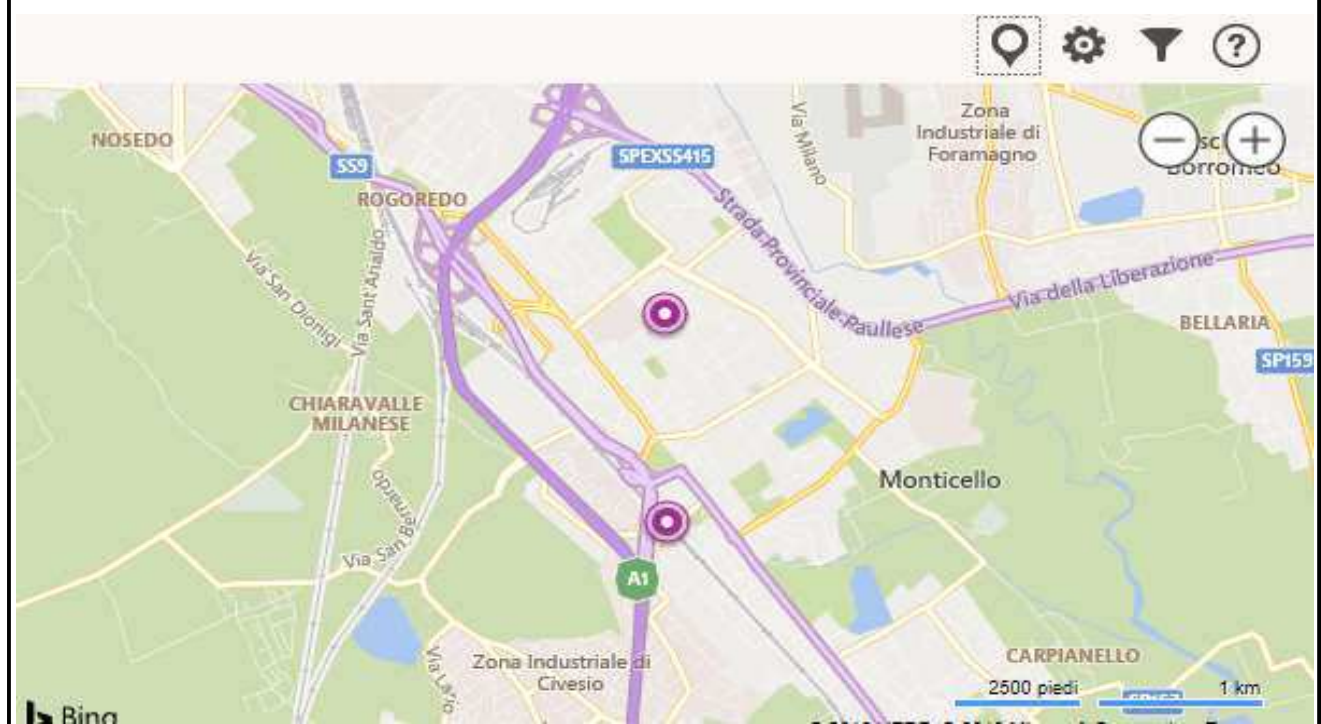 ?
Via Milano
Zona
Industriale di
Foramagno
NOSEDO
SPEXSS415
SS9
ROGOREDO
Borromeo
Strada Provinciale Paullese
Via della Liberazione
Via San Dionigi
Via Sant'Arialdo
BELLARIA
SP159
CHIARAVALLE
MILANESE
Monticello
Via San Bernardo
A1
Zona Industriale di
Civesio
CARPIANELLO
2500 piedi
1 km
Bing